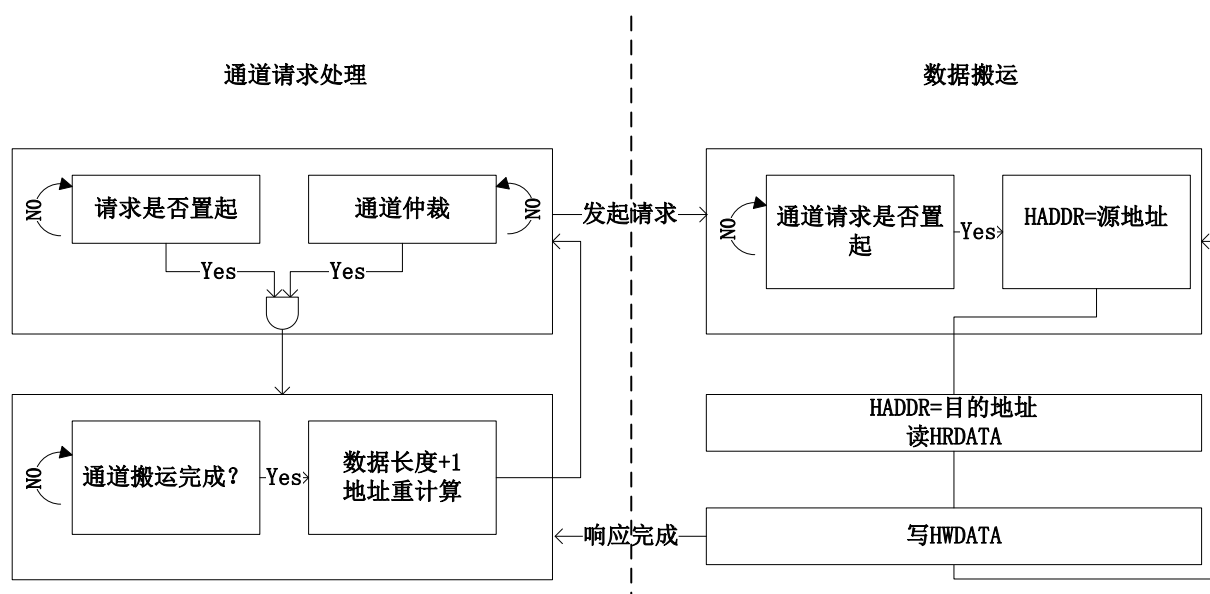 通道请求处理
数据搬运
NO
请求是否置起
通道仲裁
NO
Yes
Yes
发起请求
NO
通道请求是否置
起
Yes
HADDR=源地址
NO
通道搬运完成?
Yes
数据长度+1
地址重计算
HADDR=目的地址
读HRDATA
响应完成
写HWDATA